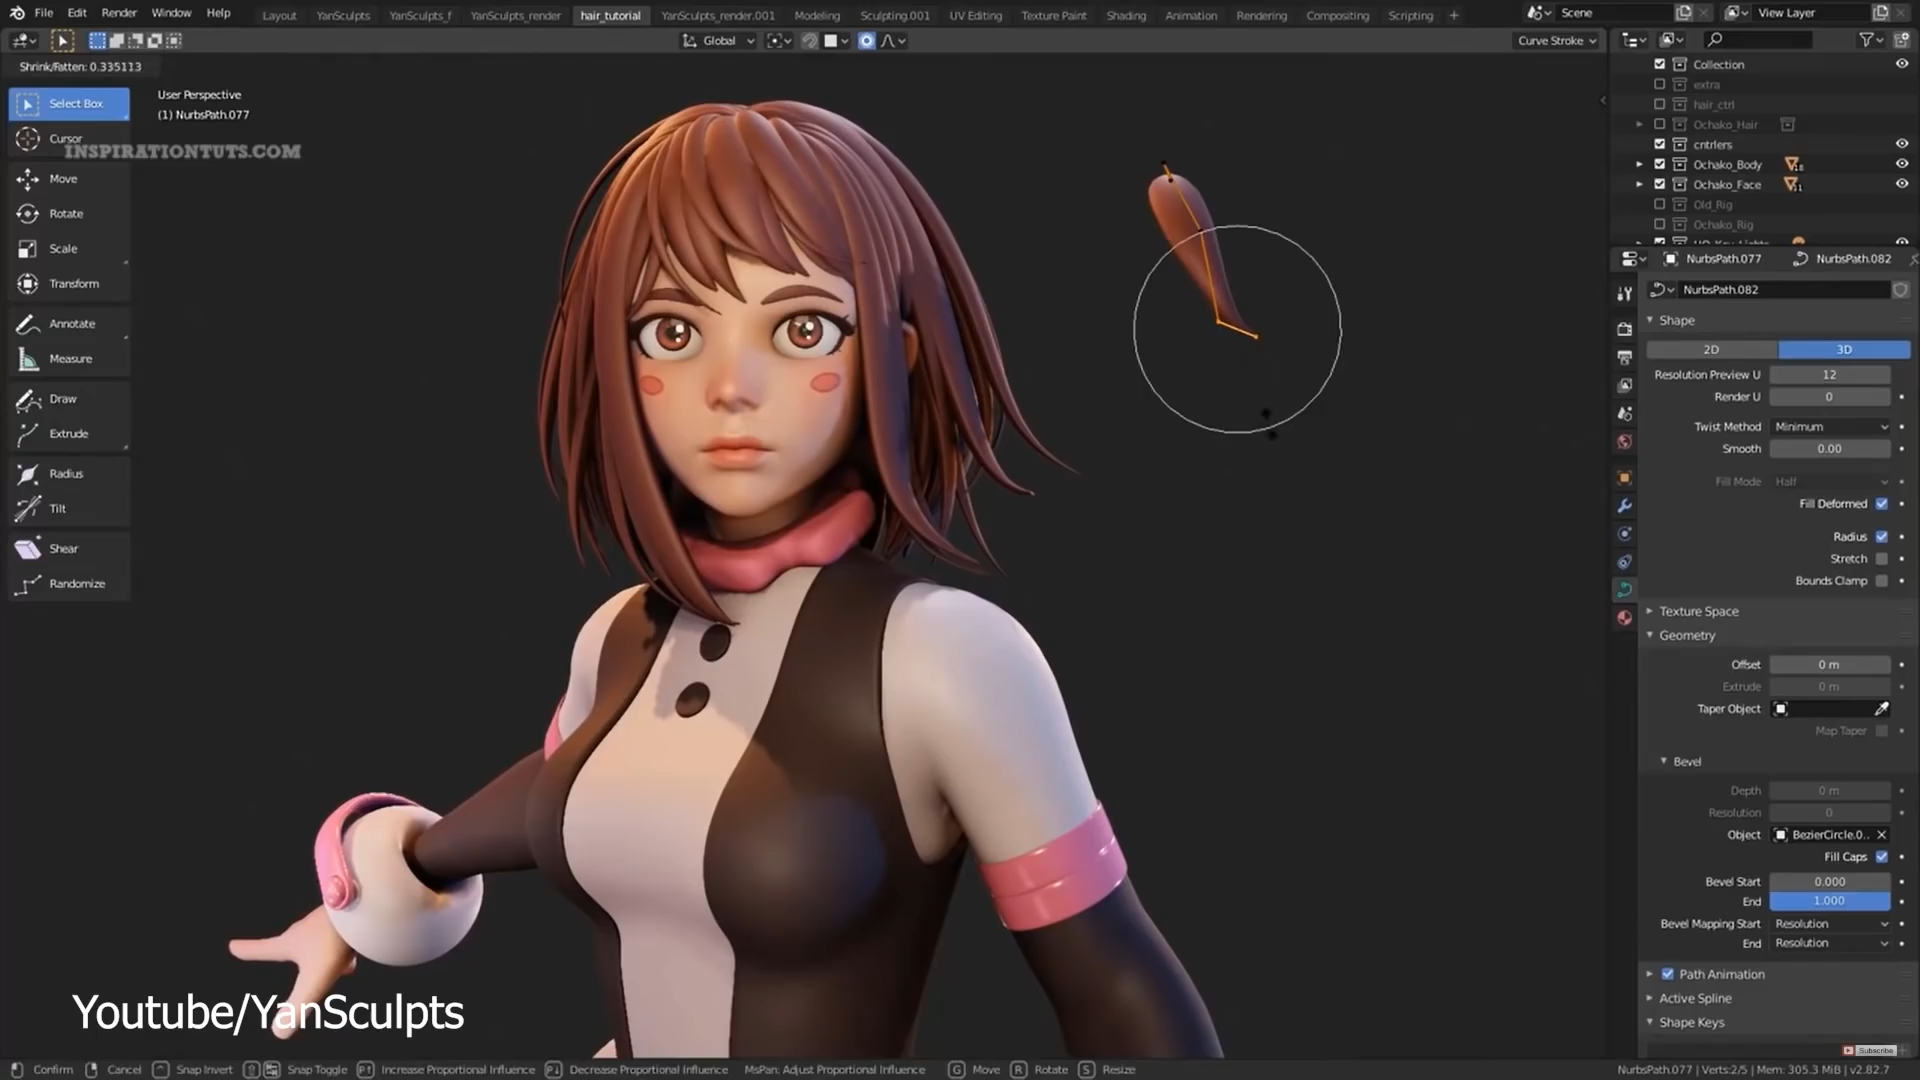 File Edit Render Window Help
Layout YanSculpts YanSculpts_f YanSculpts_render hair_tutorial YanSculpts_render.001 Modeling Sculpting.001 UV Editing Texture Paint Shading Animation Rendering Compositing Scripting +
Scene
View Layer
Global
Curve Stroke
Shrink/Fatten: 0.335113
User Perspective
(1) NurbsPath.077
INSPIRATIONTUTS.COM
Select Box
Cursor
Move
Rotate
Scale
Transform
Annotate
Measure
Draw
Extrude
Radius
Tilt
Shear
Randomize
Collection
extra
hair_ctrl
Ochako_Hair
cntrlers
Ochako_Body
Ochako_Face
Old_Rig
Ochako_Rig
NurbsPath.077 NurbsPath.082
NurbsPath.082
Shape
2D 3D
Resolution Preview U 12
Render U 0
Twist Method Minimum
Smooth 0.00
Fill Mode Half
Fill Deformed
Radius
Stretch
Bounds Clamp
Texture Space
Geometry
Offset 0 m
Extrude 0 m
Taper Object
Map Taper
Bevel
Depth 0 m
Resolution 0
Object BezierCircle.0..
Fill Caps
Bevel Start 0.000
End 1.000
Bevel Mapping Start Resolution
End Resolution
Path Animation
Active Spline
Shape Keys
Subscribe
Youtube/YanSculpts
Confirm Cancel Snap Invert Snap Toggle Increase Proportional Influence Decrease Proportional Influence MsPan: Adjust Proportional Influence G Move R Rotate S Resize
NurbsPath.077 | Verts:2/5 | Mem: 305.3 MiB | v2.82.7